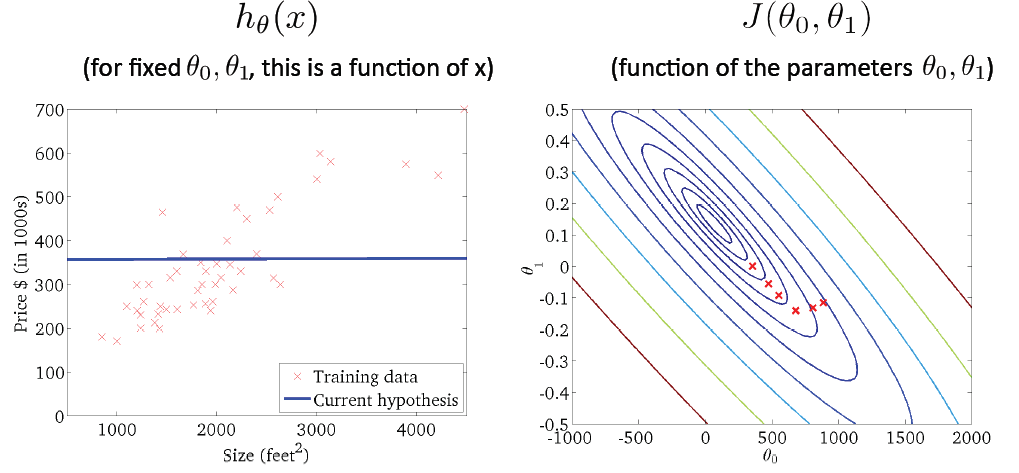 hθ(x)
(for fixed θ0, θ1, this is a function of x)
700
600
500
400
300
200
100
0
Price $ (in 1000s)
1000 2000 3000 4000
Size (feet²)
Training data
Current hypothesis
J(θ0, θ1)
(function of the parameters θ0, θ1)
0.5
0.4
0.3
0.2
0.1
0
-0.1
-0.2
-0.3
-0.4
-0.5
θ1
-1000 -500 0 500 1000 1500 2000
θ0